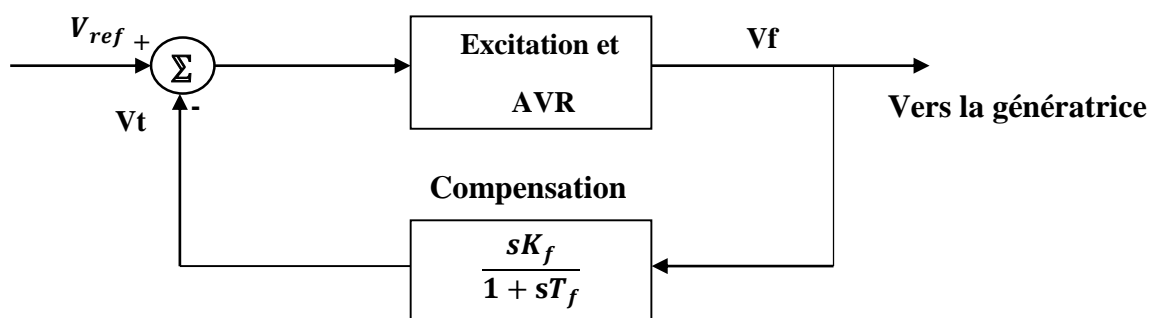 V_ref +
Σ
-
Vt
Excitation et
AVR
Vf
Vers la génératrice
Compensation
sK_f
1 + sT_f